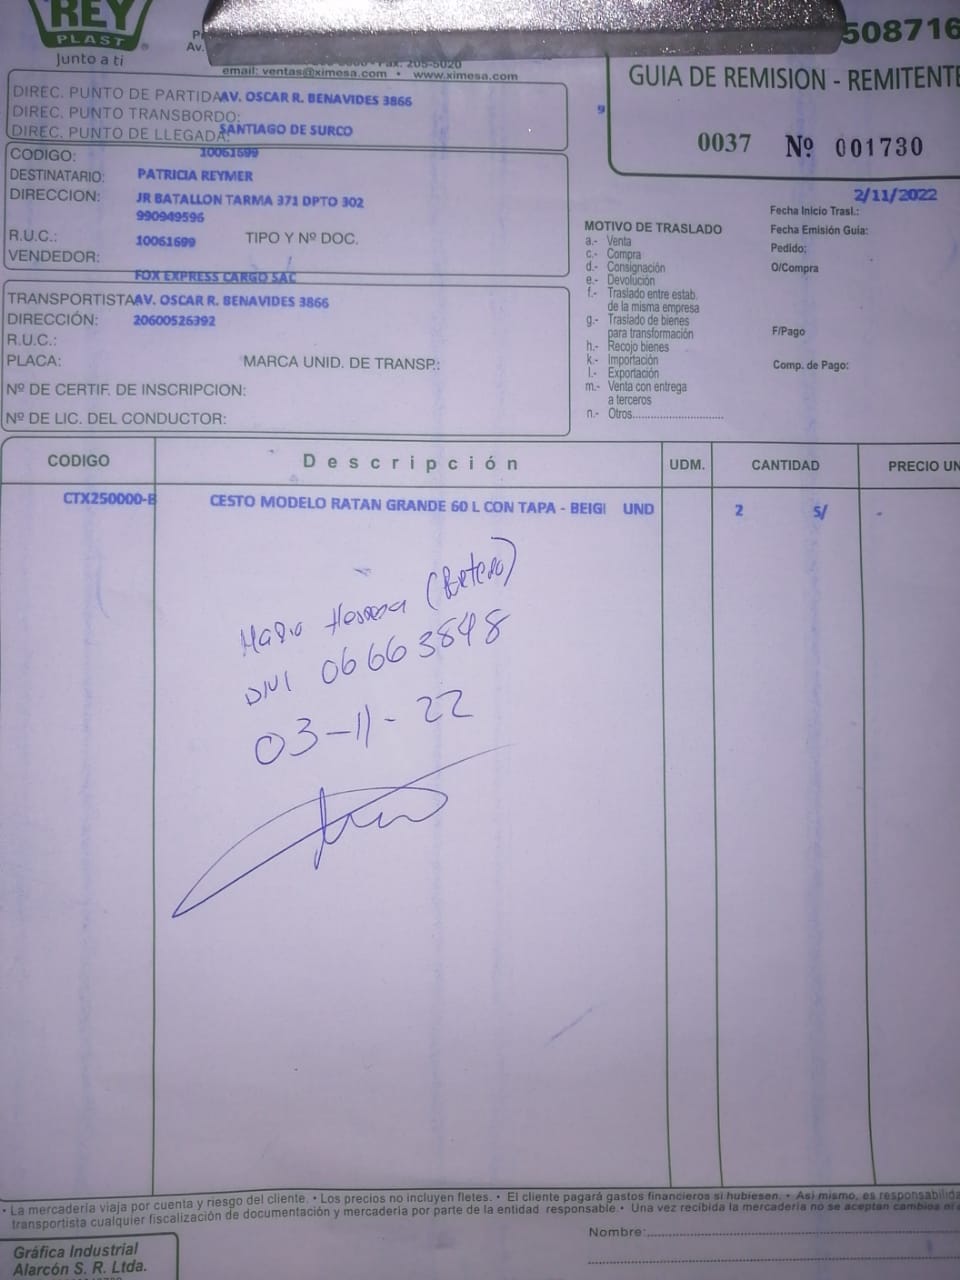 REY
PLAST
Junto a ti
508716
email: ventas@ximesa.com • www.ximesa.com
GUIA DE REMISION - REMITENTE
0037 Nº 001730
DIREC. PUNTO DE PARTIDA AV. OSCAR R. BENAVIDES 3866
DIREC. PUNTO TRANSBORDO:
DIREC. PUNTO DE LLEGADA: SANTIAGO DE SURCO
9
CODIGO: 10061699
DESTINATARIO: PATRICIA REYMER
DIRECCION: JR BATALLON TARMA 371 DPTO 302
990949596
R.U.C.: 10061699 TIPO Y Nº DOC.
VENDEDOR:
2/11/2022
Fecha Inicio Trasl.:
Fecha Emisión Guía:
Pedido:
O/Compra
F/Pago
Comp. de Pago:
MOTIVO DE TRASLADO
a.- Venta
c.- Compra
d.- Consignación
e.- Devolución
f.- Traslado entre estab.
de la misma empresa
g.- Traslado de bienes
para transformación
h.- Recojo bienes
k.- Importación
l.- Exportación
m.- Venta con entrega
a terceros
n.- Otros
FOX EXPRESS CARGO SAC
TRANSPORTISTA AV. OSCAR R. BENAVIDES 3866
DIRECCIÓN: 20600526392
R.U.C.:
PLACA: MARCA UNID. DE TRANSP.:
Nº DE CERTIF. DE INSCRIPCION:
Nº DE LIC. DEL CONDUCTOR:
CODIGO Descripción UDM. CANTIDAD PRECIO UN
CTX250000-B CESTO MODELO RATAN GRANDE 60 L CON TAPA - BEIGI UND 2 S/ -
Mario Herrera
DNI 06663848
03-11-22
• La mercadería viaja por cuenta y riesgo del cliente. • Los precios no incluyen fletes. • El cliente pagará gastos financieros si hubiesen. • Asi mismo, es responsabilida
transportista cualquier fiscalización de documentación y mercadería por parte de la entidad responsable. • Una vez recibida la mercadería no se aceptan cambios ni
Nombre:
Gráfica Industrial
Alarcón S. R. Ltda.